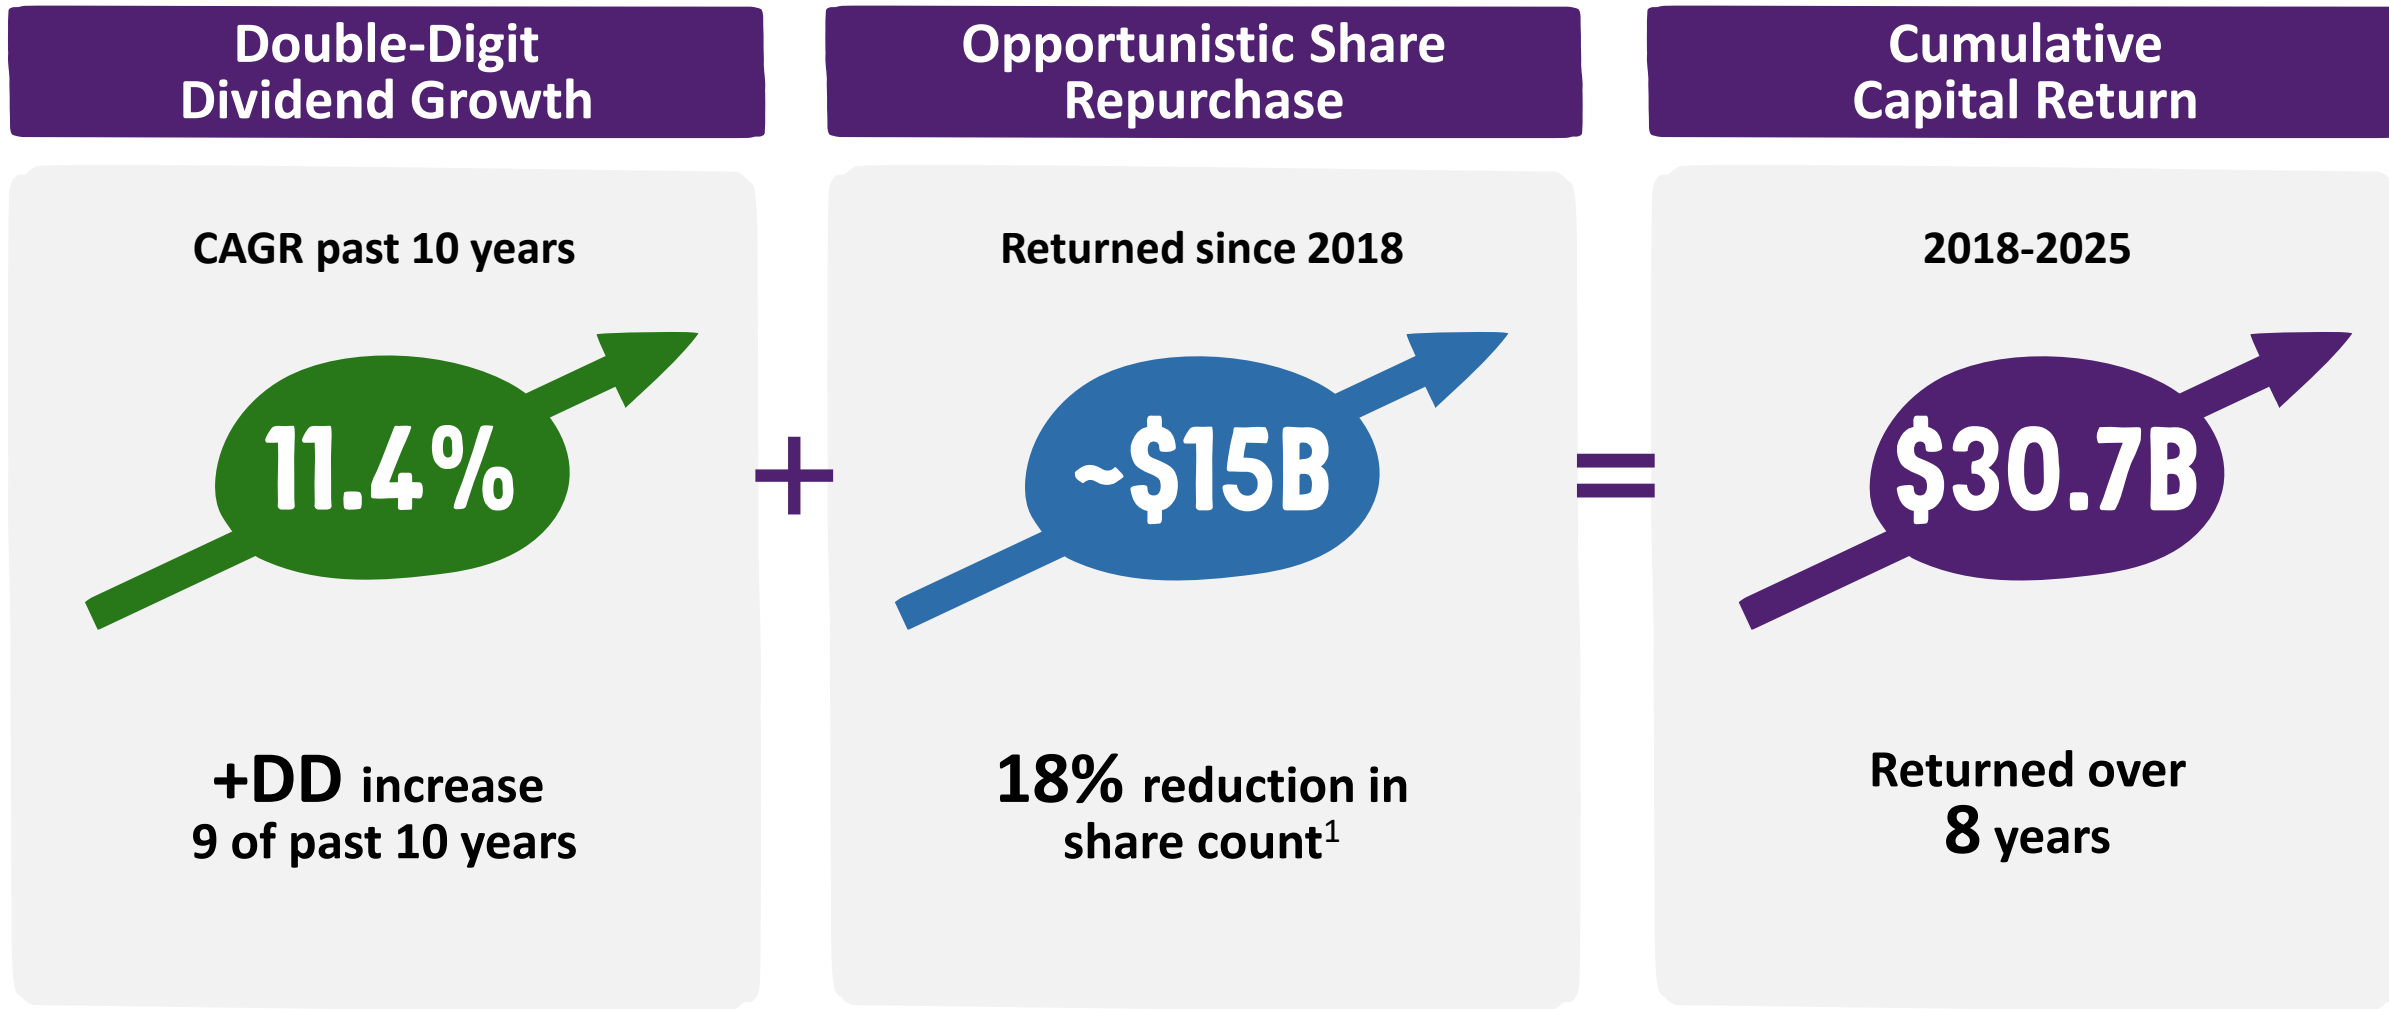 Double-Digit
Dividend Growth
CAGR past 10 years
11.4%
+DD increase
9 of past 10 years
+
Opportunistic Share
Repurchase
Returned since 2018
~$15B
18% reduction in
share count¹
=
Cumulative
Capital Return
2018-2025
$30.7B
Returned over
8 years